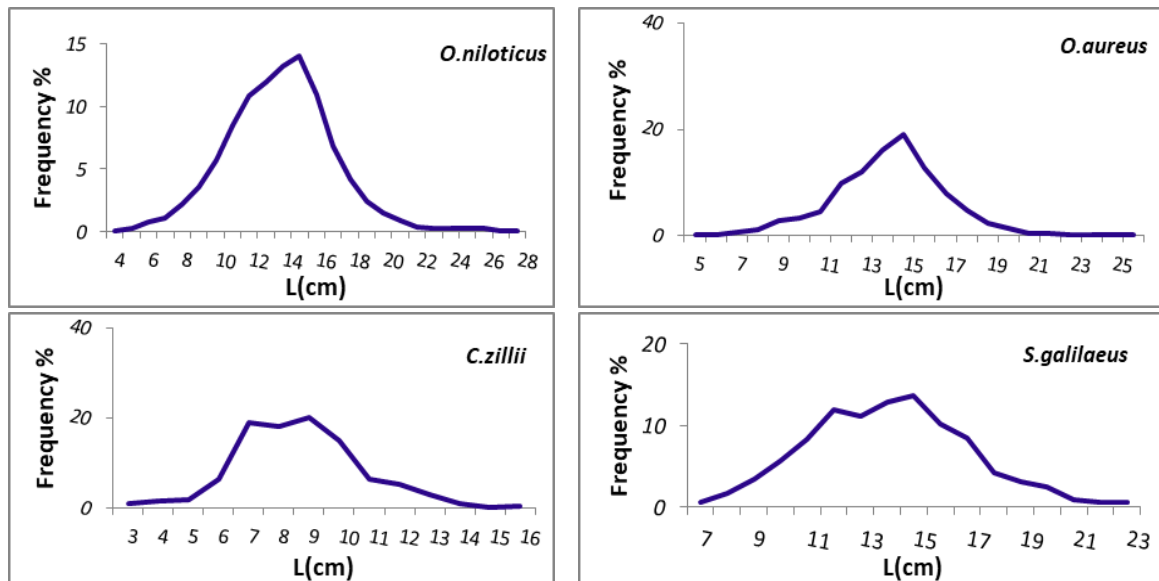 O.niloticus
Frequency %
15
10
5
0
4 6 8 10 12 14 16 18 20 22 24 26 28
L(cm)
O.aureus
Frequency %
40
20
0
5 7 9 11 13 15 17 19 21 23 25
L(cm)
C.zillii
Frequency %
40
20
0
3 4 5 6 7 8 9 10 11 12 13 14 15 16
L(cm)
S.galilaeus
Frequency %
20
10
0
7 9 11 13 15 17 19 21 23
L(cm)